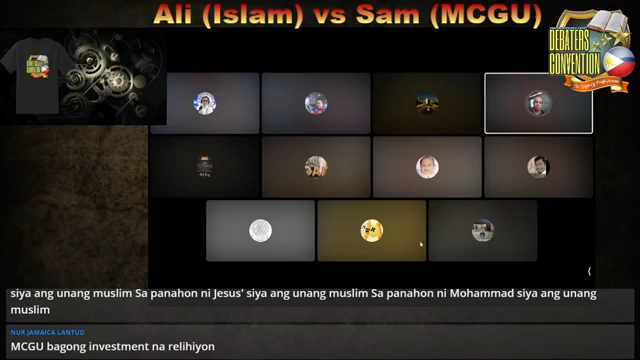 Ali (Islam) vs Sam (MCGU)
DEBATERS
CONVENTION
siya ang unang muslim Sa panahon ni Jesus' siya ang unang muslim Sa panahon ni Mohammad siya ang unang
muslim
NUR JAMAICA LANTUD
MCGU bagong investment na relihiyon